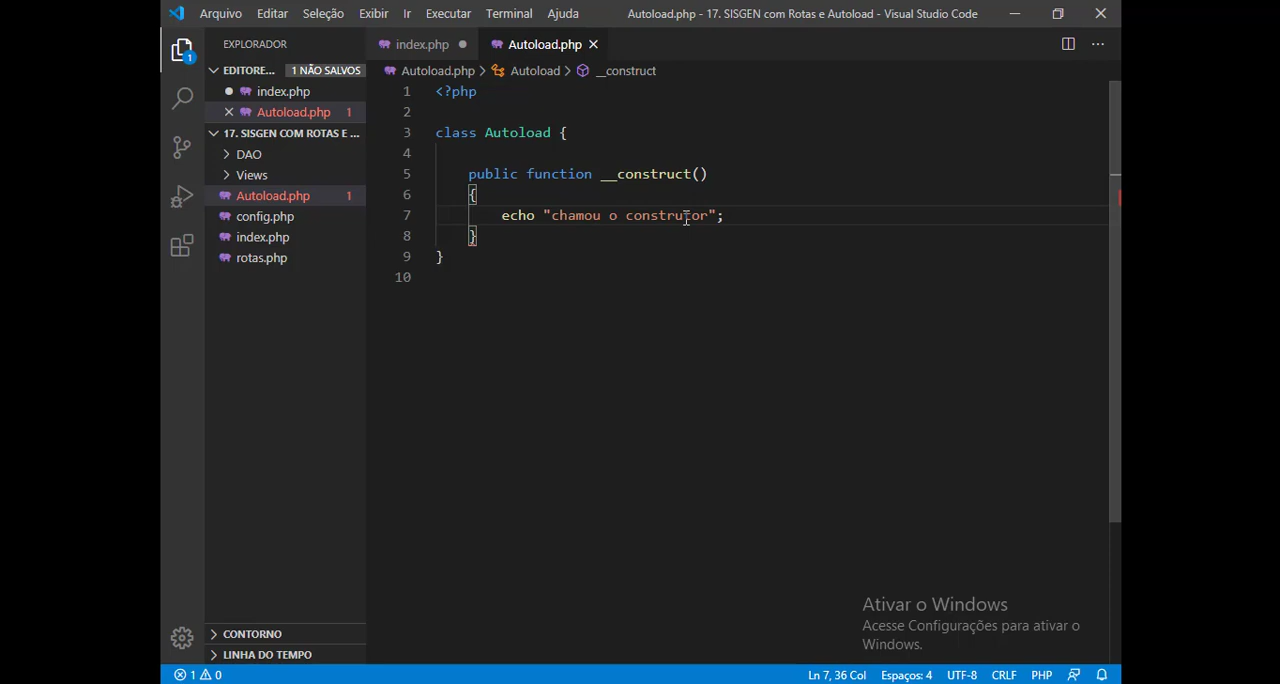 Arquivo Editar Seleção Exibir Ir Executar Terminal Ajuda Autoload.php - 17. SISGEN com Rotas e Autoload - Visual Studio Code
EXPLORADOR
index.php Autoload.php
EDITORE... 1 NÃO SALVOS
Autoload.php Autoload __construct
index.php
Autoload.php 1
17. SISGEN COM ROTAS E ...
DAO
Views
Autoload.php 1
config.php
index.php
rotas.php
1 <?php
2
3 class Autoload {
4
5 public function __construct()
6 {
7 echo "chamou o construtor";
8 }
9 }
10
CONTORNO
LINHA DO TEMPO
Ativar o Windows
Acesse Configurações para ativar o
Windows.
1 0 Ln 7, 36 Col Espaços: 4 UTF-8 CRLF PHP
1